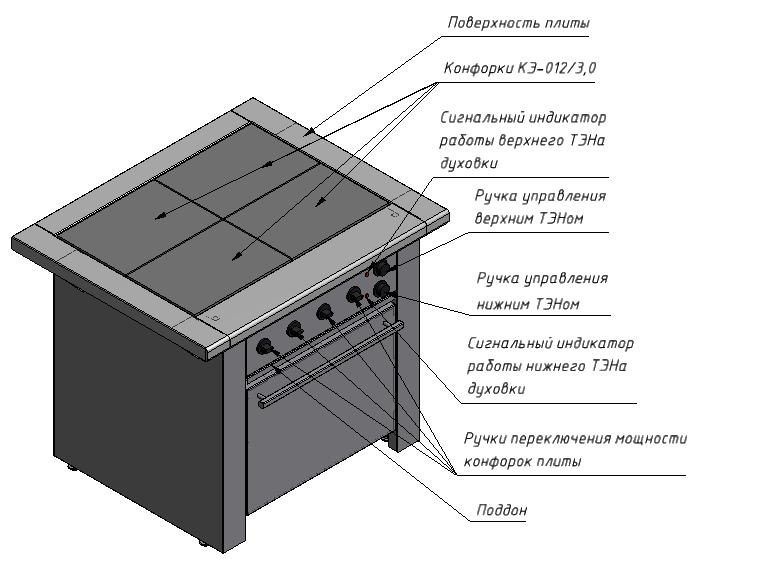 Поверхность плиты
Конфорки КЭ-012/3,0
Сигнальный индикатор
работы верхнего ТЭНа
духовки
Ручка управления
верхним ТЭНом
Ручка управления
нижним ТЭНом
Сигнальный индикатор
работы нижнего ТЭНа
духовки
Ручки переключения мощности
конфорок плиты
Поддон